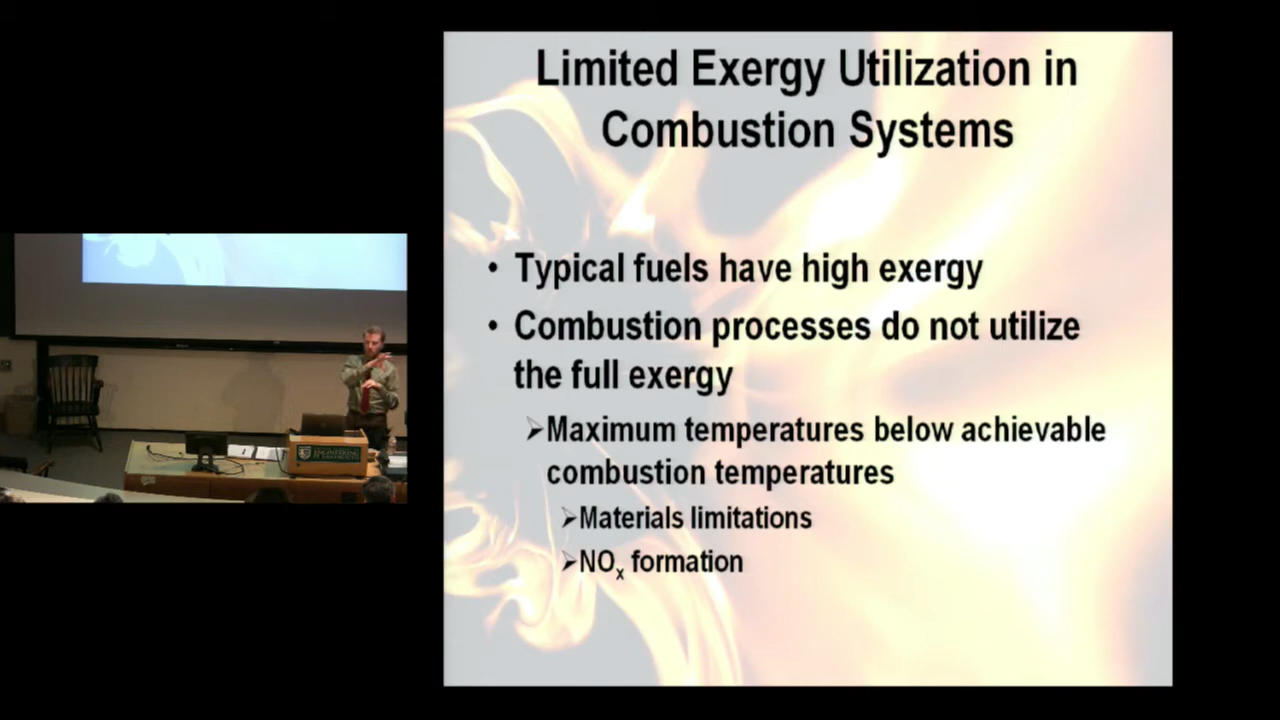 Limited Exergy Utilization in
Combustion Systems
• Typical fuels have high exergy
• Combustion processes do not utilize
the full exergy
➢Maximum temperatures below achievable
combustion temperatures
➢Materials limitations
➢NOx formation